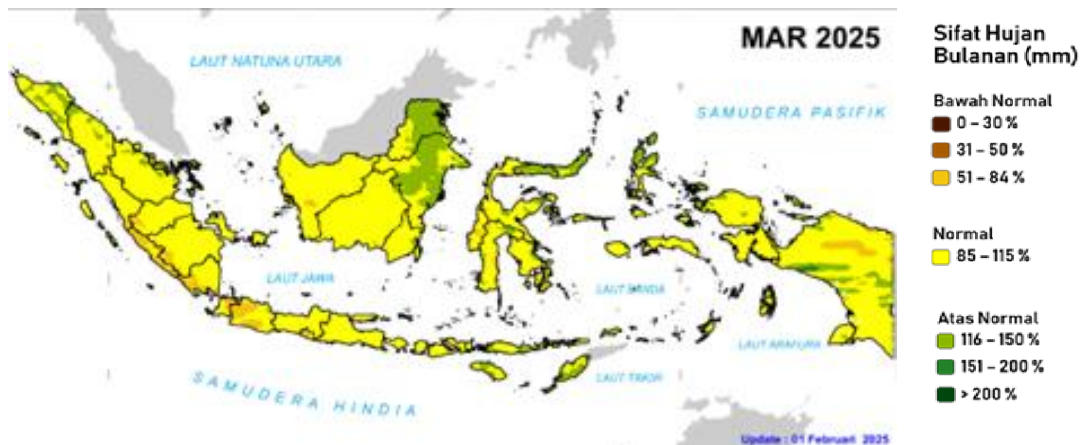 MAR 2025
LAUT NATUNA UTARA
SAMUDERA PASIFIK
LAUT JAWA
LAUT BANDA
LAUT ARAFURA
LAUT TIMOR
SAMUDERA HINDIA
Update : 01 Februari 2025
Sifat Hujan
Bulanan (mm)
Bawah Normal
0 – 30 %
31 – 50 %
51 – 84 %
Normal
85 – 115 %
Atas Normal
116 – 150 %
151 – 200 %
> 200 %